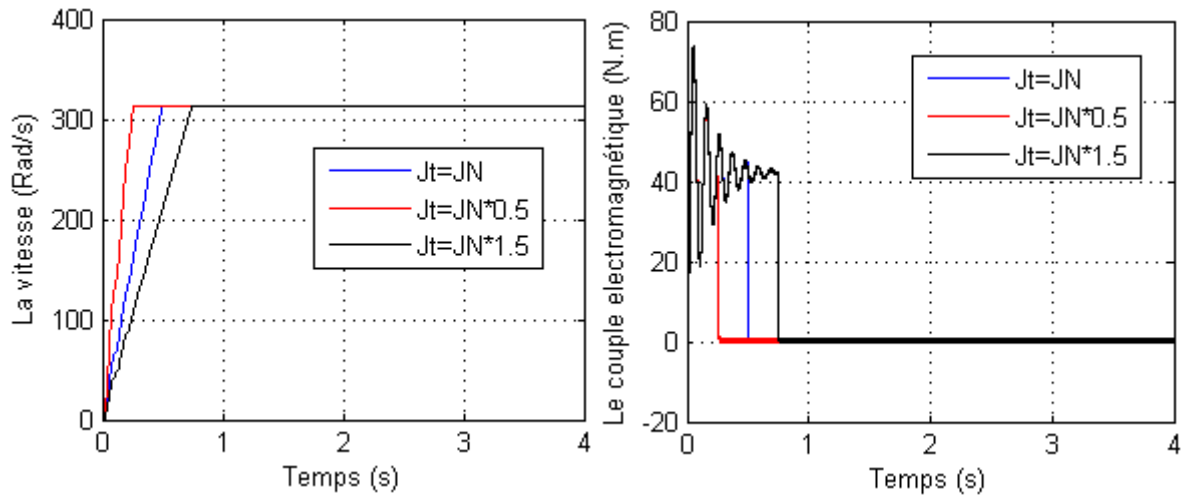 La vitesse (Rad/s)
400
300
200
100
0
0 1 2 3 4
Temps (s)
Jt=JN
Jt=JN*0.5
Jt=JN*1.5
Le couple electromagnétique (N.m)
80
60
40
20
0
-20
0 1 2 3 4
Temps (s)
Jt=JN
Jt=JN*0.5
Jt=JN*1.5